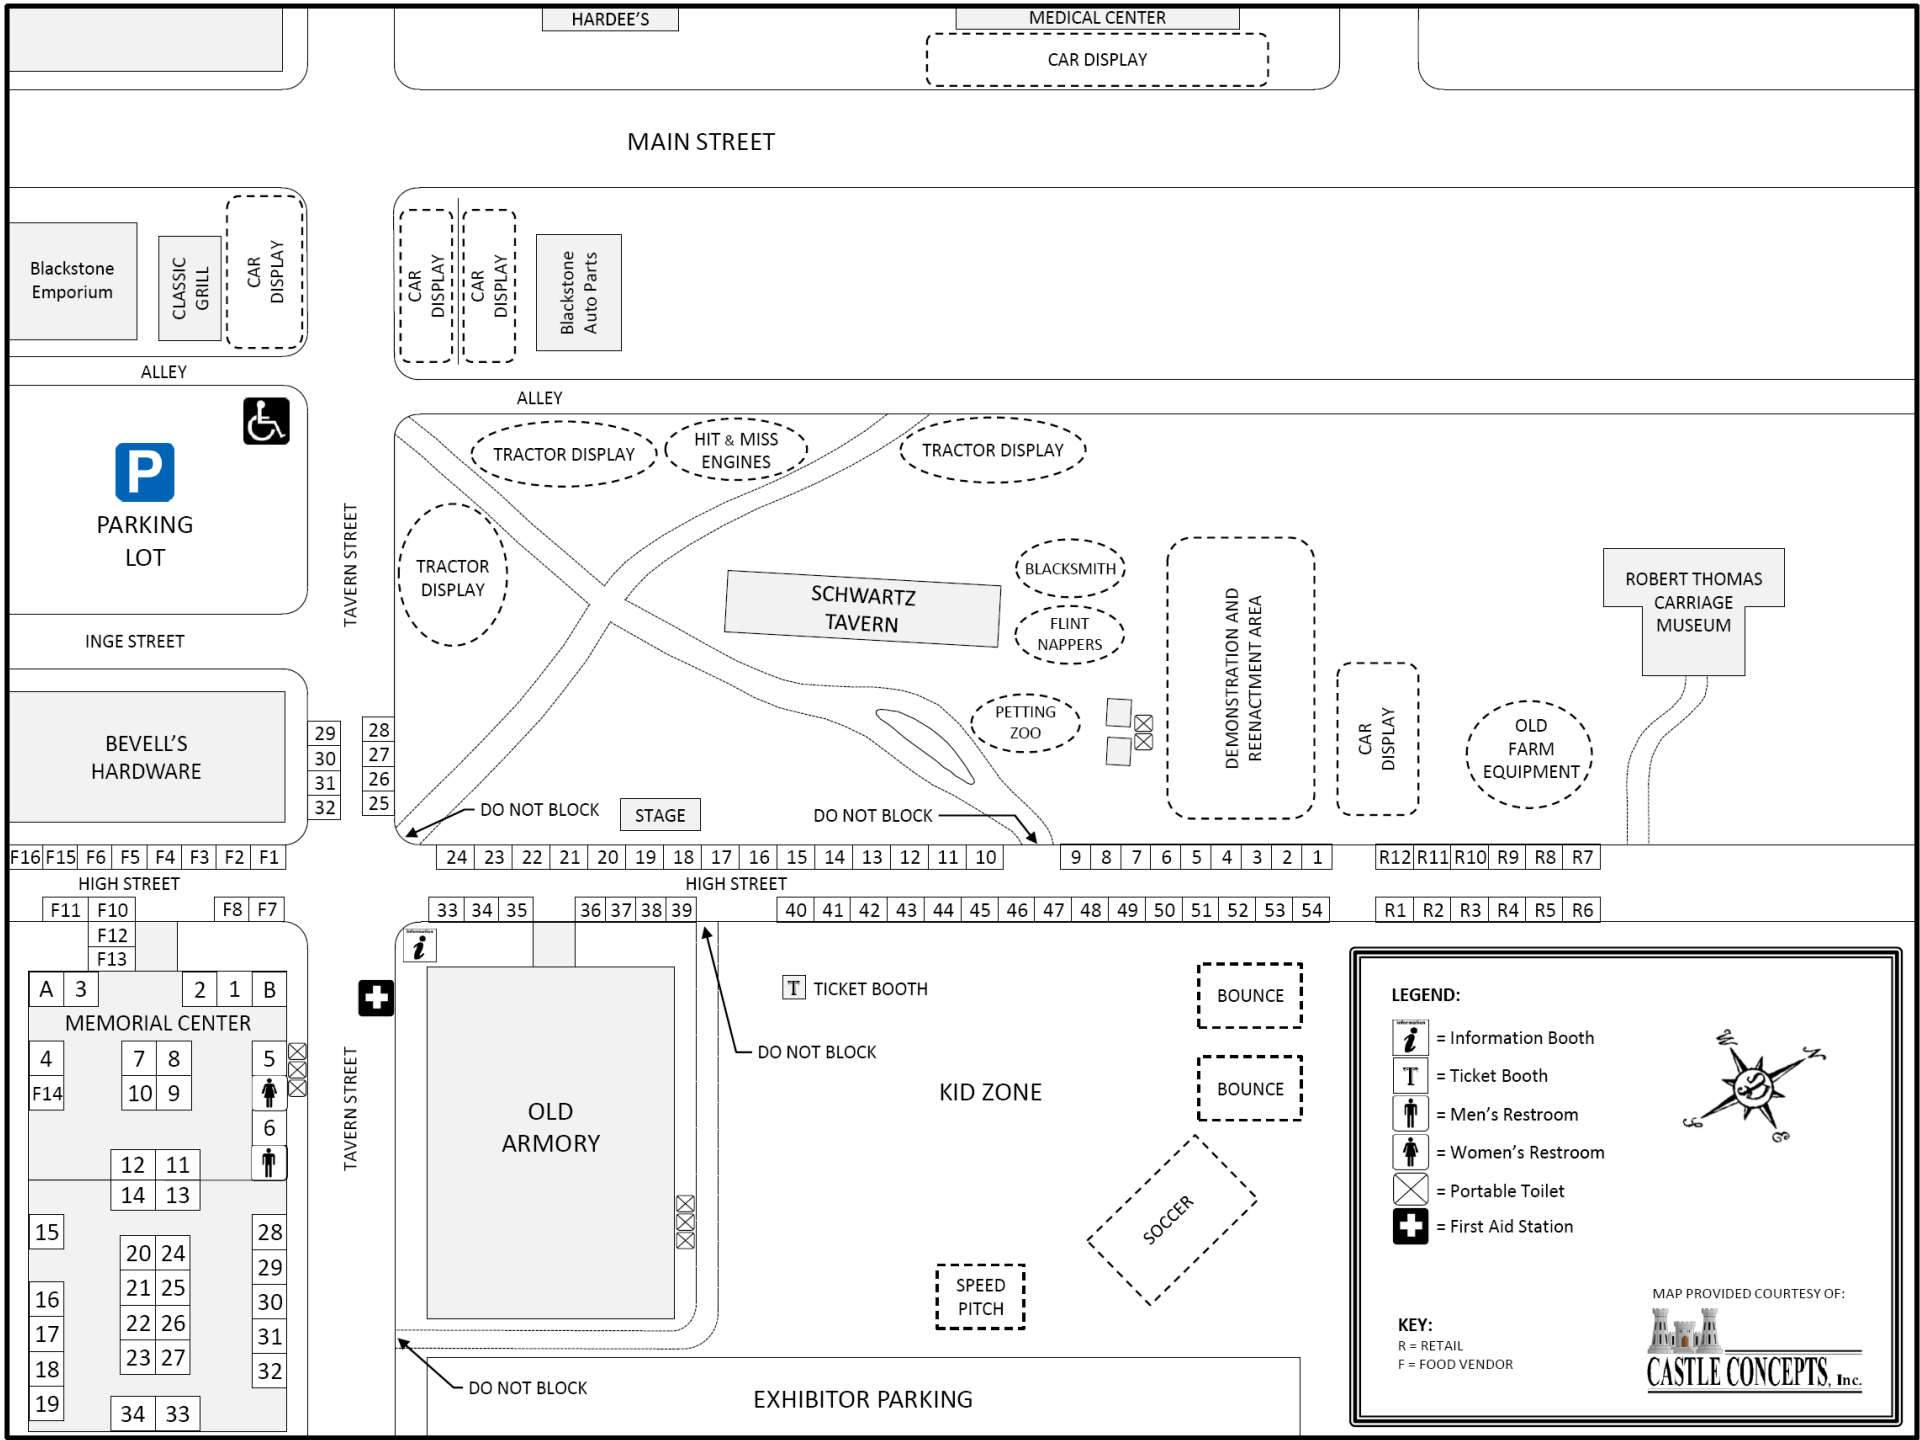 HARDEE'S
MEDICAL CENTER
CAR DISPLAY
MAIN STREET
Blackstone
Emporium
CLASSIC
GRILL
CAR
DISPLAY
CAR
DISPLAY
CAR
DISPLAY
Blackstone
Auto Parts
ALLEY
ALLEY
P
PARKING
LOT
TAVERN STREET
TRACTOR DISPLAY
HIT & MISS
ENGINES
TRACTOR DISPLAY
TRACTOR
DISPLAY
SCHWARTZ
TAVERN
BLACKSMITH
FLINT
NAPPERS
PETTING
ZOO
DEMONSTRATION AND
REENACTMENT AREA
CAR
DISPLAY
OLD
FARM
EQUIPMENT
ROBERT THOMAS
CARRIAGE
MUSEUM
INGE STREET
BEVELL'S
HARDWARE
29
30
31
32
28
27
26
25
DO NOT BLOCK
STAGE
DO NOT BLOCK
F16 F15 F6 F5 F4 F3 F2 F1
24 23 22 21 20 19 18 17 16 15 14 13 12 11 10
9 8 7 6 5 4 3 2 1
R12 R11 R10 R9 R8 R7
HIGH STREET
HIGH STREET
F11 F10
F8 F7
33 34 35
36 37 38 39
40 41 42 43 44 45 46 47 48 49 50 51 52 53 54
R1 R2 R3 R4 R5 R6
F12
F13
A 3
2 1 B
MEMORIAL CENTER
4
F14
7 8
10 9
5
6
12 11
14 13
15
20 24
21 25
22 26
23 27
28
29
30
31
32
16
17
18
19
34 33
information
i
TAVERN STREET
OLD
ARMORY
T TICKET BOOTH
DO NOT BLOCK
KID ZONE
BOUNCE
BOUNCE
SOCCER
SPEED
PITCH
DO NOT BLOCK
EXHIBITOR PARKING
LEGEND:
information
i = Information Booth
T = Ticket Booth
= Men's Restroom
= Women's Restroom
= Portable Toilet
= First Aid Station
W
N
S
E
KEY:
R = RETAIL
F = FOOD VENDOR
MAP PROVIDED COURTESY OF:
CASTLE CONCEPTS, Inc.